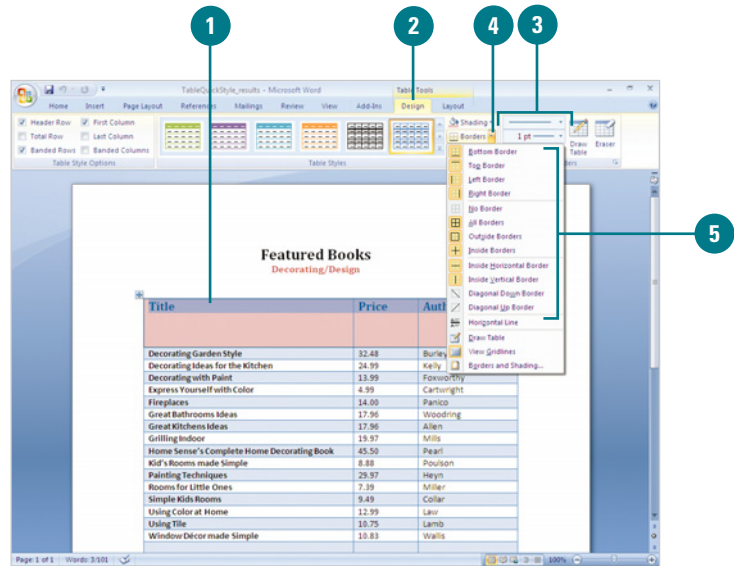 1
2
4
3
TableQuickStyle_results - Microsoft Word
Table Tools
Home Insert Page Layout References Mailings Review View Add-Ins Design Layout
Header Row First Column
Total Row Last Column
Banded Rows Banded Columns
Table Style Options
Table Styles
Shading
Borders
1 pt
Draw Table
Eraser
Bottom Border
Top Border
Left Border
Right Border
No Border
All Borders
Outside Borders
Inside Borders
Inside Horizontal Border
Inside Vertical Border
Diagonal Down Border
Diagonal Up Border
Horizontal Line
Draw Table
View Gridlines
Borders and Shading...
5
Featured Books
Decorating/Design
Title Price Auth
Decorating Garden Style 32.48 Burley
Decorating Ideas for the Kitchen 24.99 Kelly
Decorating with Paint 13.99 Foxworthy
Express Yourself with Color 4.99 Cartwright
Fireplaces 14.00 Panico
Great Bathrooms Ideas 17.96 Woodring
Great Kitchens Ideas 17.96 Allen
Grilling Indoor 19.97 Mills
Home Sense's Complete Home Decorating Book 45.50 Pearl
Kid's Rooms made Simple 8.88 Poulson
Painting Techniques 29.97 Heyn
Rooms for Little Ones 7.39 Miller
Simple Kids Rooms 9.49 Collar
Using Color at Home 12.99 Law
Using Tile 10.75 Lamb
Window Décor made Simple 10.83 Wallis
Page: 1 of 1 Words: 3/101 100%